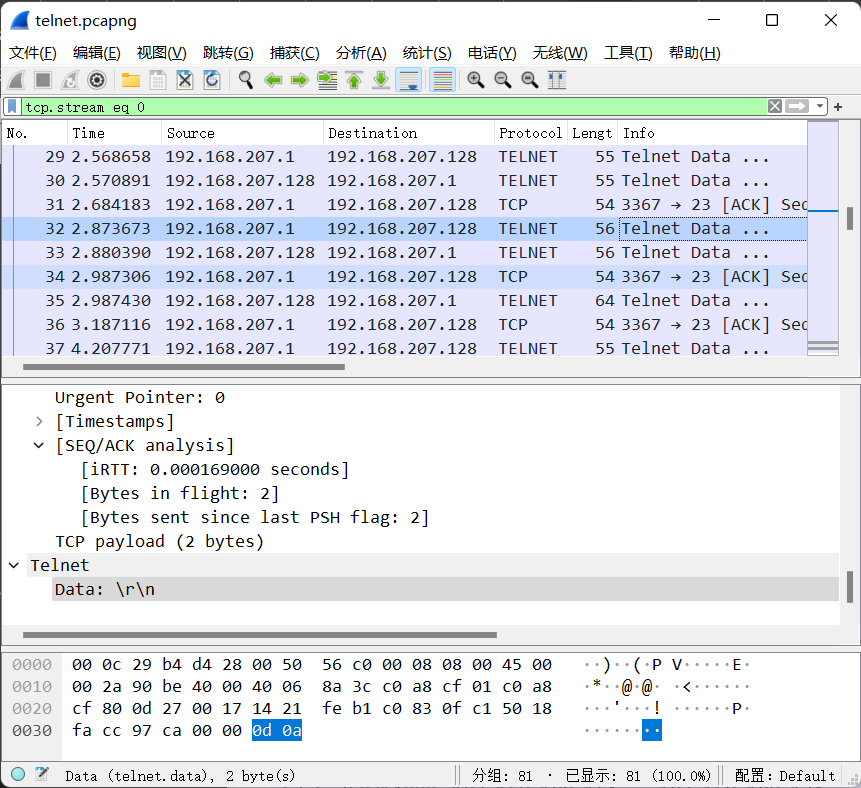 telnet.pcapng
文件(F) 编辑(E) 视图(V) 跳转(G) 捕获(C) 分析(A) 统计(S) 电话(Y) 无线(W) 工具(T) 帮助(H)
tcp.stream eq 0
No. Time Source Destination Protocol Lengt Info
29 2.568658 192.168.207.1 192.168.207.128 TELNET 55 Telnet Data ...
30 2.570891 192.168.207.128 192.168.207.1 TELNET 55 Telnet Data ...
31 2.684183 192.168.207.1 192.168.207.128 TCP 54 3367 → 23 [ACK] Seq
32 2.873673 192.168.207.1 192.168.207.128 TELNET 56 Telnet Data ...
33 2.880390 192.168.207.128 192.168.207.1 TELNET 56 Telnet Data ...
34 2.987306 192.168.207.1 192.168.207.128 TCP 54 3367 → 23 [ACK] Seq
35 2.987430 192.168.207.128 192.168.207.1 TELNET 64 Telnet Data ...
36 3.187116 192.168.207.1 192.168.207.128 TCP 54 3367 → 23 [ACK] Seq
37 4.207771 192.168.207.1 192.168.207.128 TELNET 55 Telnet Data ...
Urgent Pointer: 0
[Timestamps]
[SEQ/ACK analysis]
[iRTT: 0.000169000 seconds]
[Bytes in flight: 2]
[Bytes sent since last PSH flag: 2]
TCP payload (2 bytes)
Telnet
Data: \r\n
0000 00 0c 29 b4 d4 28 00 50 56 c0 00 08 08 00 45 00 ··)··(·P V·····E·
0010 00 2a 90 be 40 00 40 06 8a 3c c0 a8 cf 01 c0 a8 ·*··@·@· ·<······
0020 cf 80 0d 27 00 17 14 21 fe b1 c0 83 0f c1 50 18 ···'···! ······P·
0030 fa cc 97 ca 00 00 0d 0a ········
Data (telnet.data), 2 byte(s) 分组: 81 · 已显示: 81 (100.0%) 配置: Default